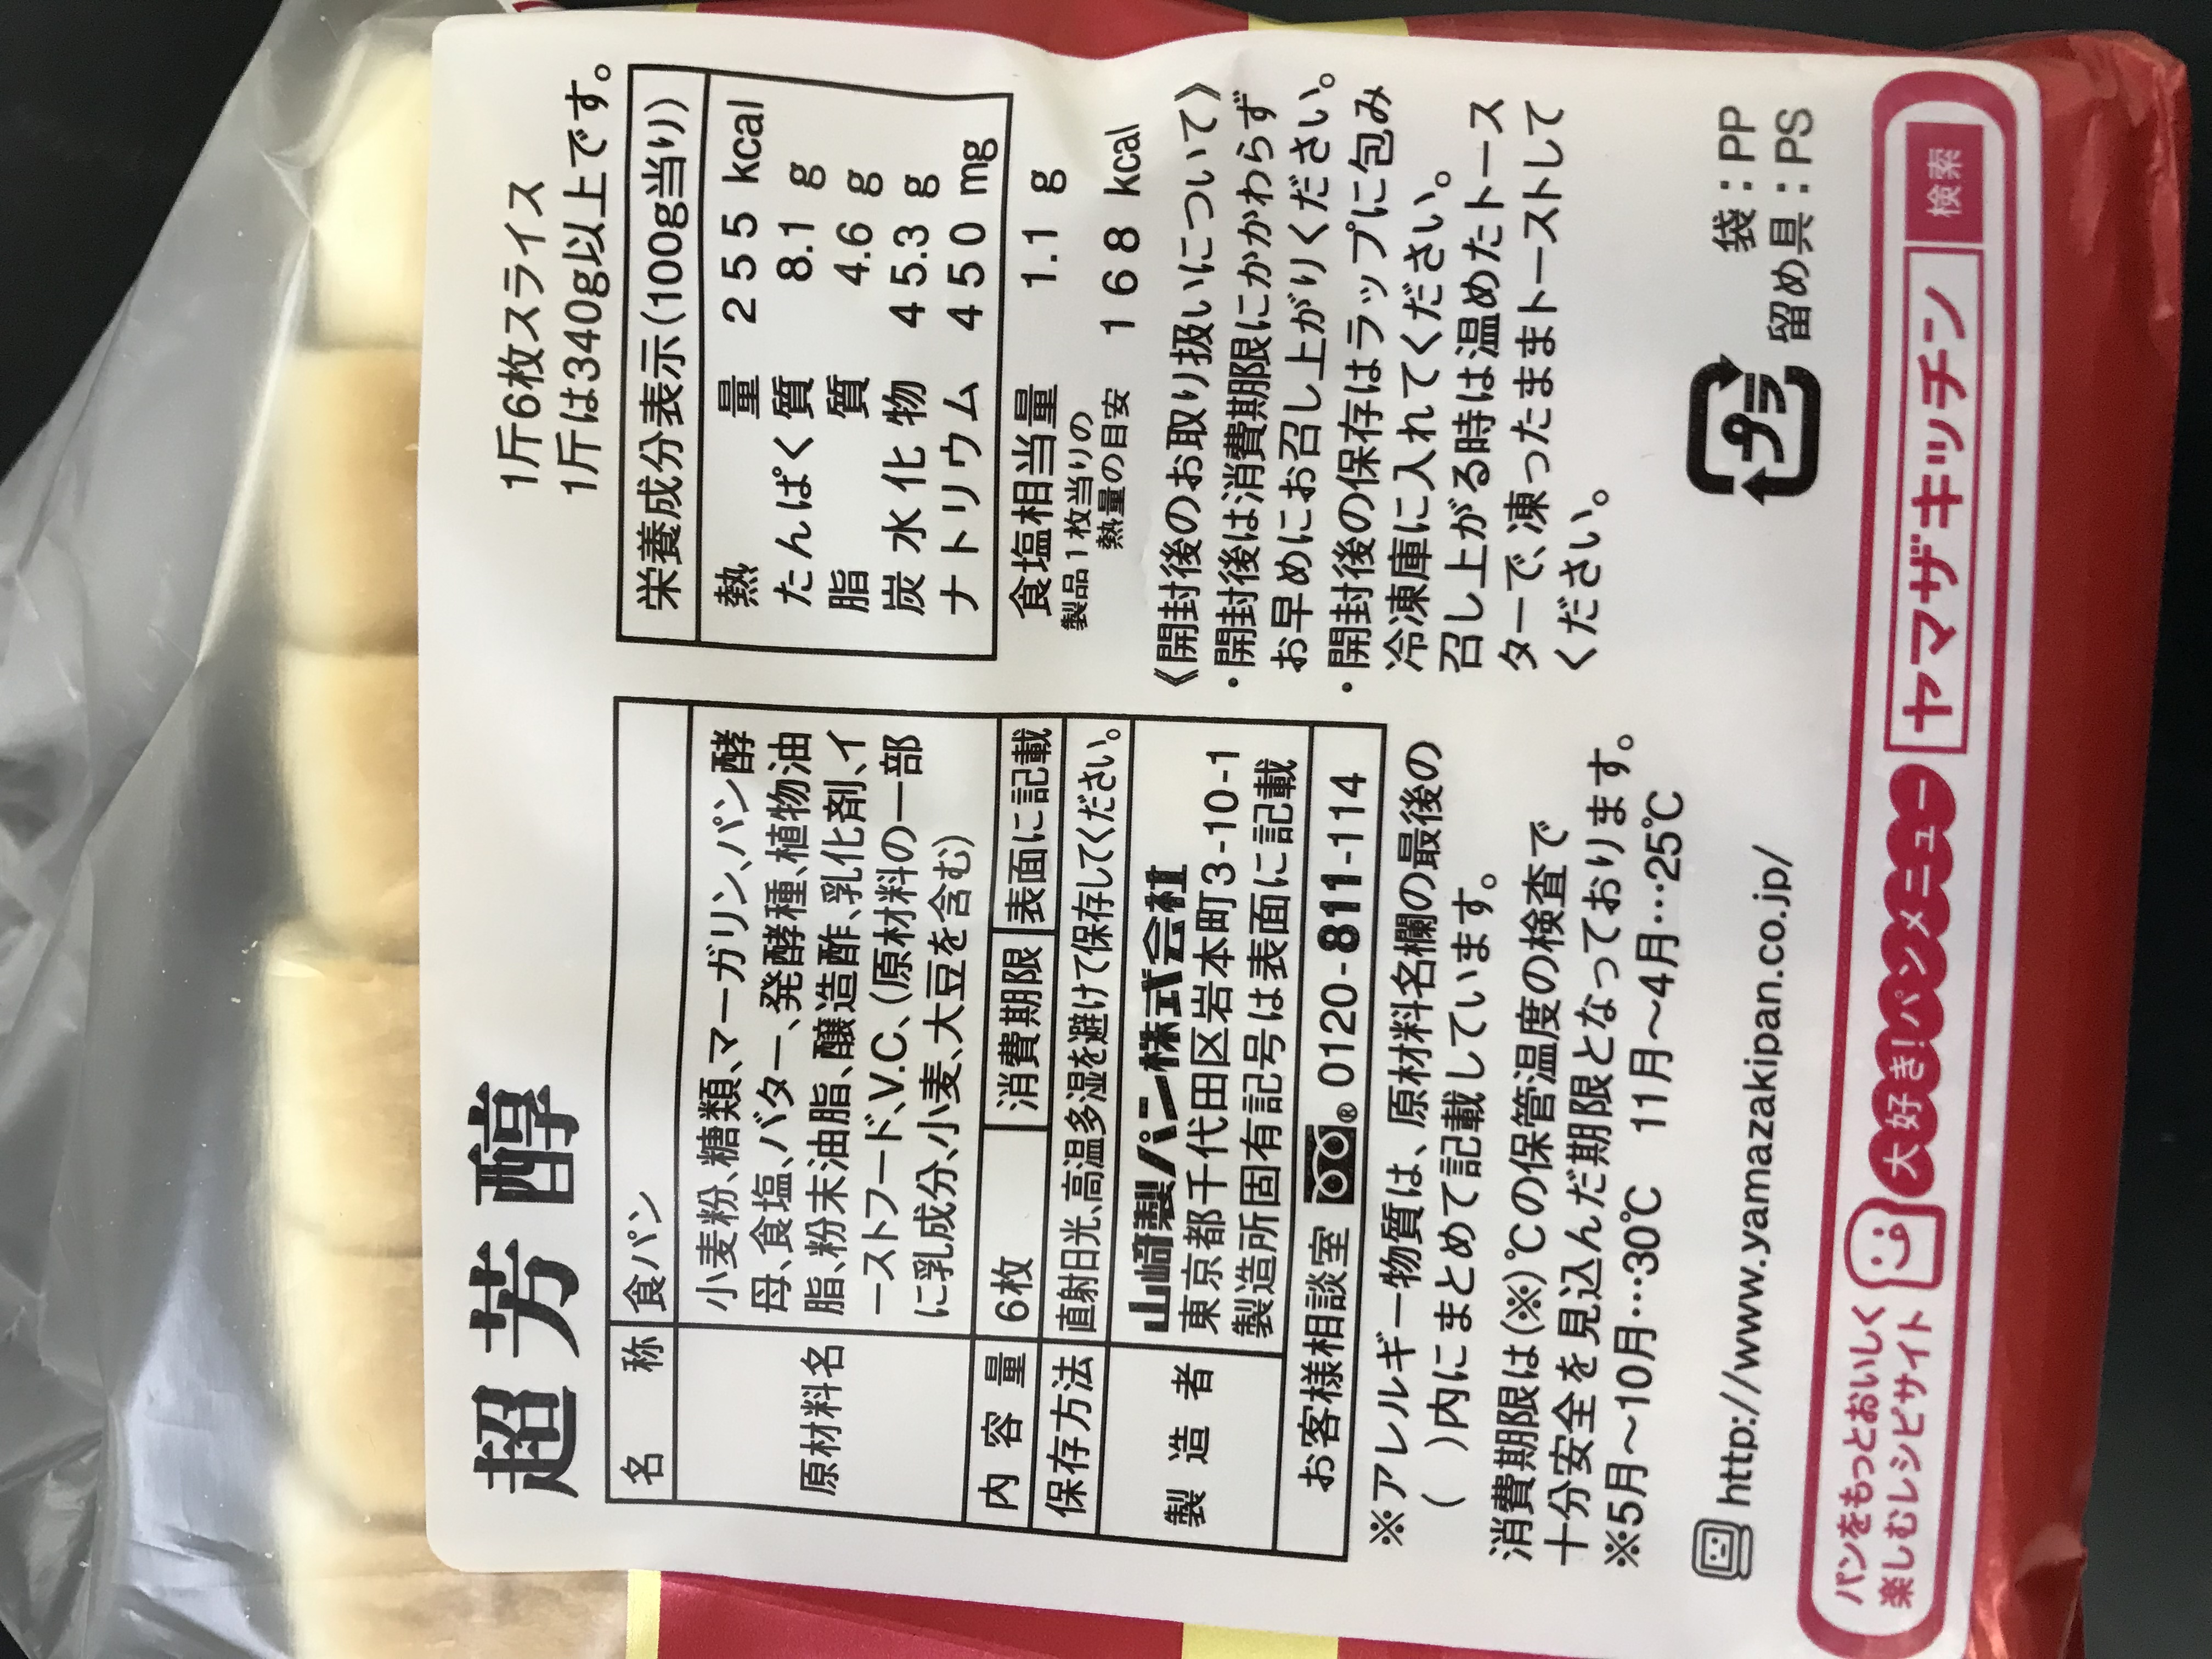 超芳醇
1斤6枚スライス
1斤は340g以上です。
名称 食パン
原材料名 小麦粉、糖類、マーガリン、パン酵
母、食塩、バター、発酵種、植物油
脂、粉末油脂、醸造酢、乳化剤、イ
ーストフード、V.C、(原材料の一部
に乳成分、小麦、大豆を含む)
内容量 6枚 消費期限 表面に記載
保存方法 直射日光、高温多湿を避けて保存してください。
製造者 山崎製パン株式会社
東京都千代田区岩本町3-10-1
製造所固有記号は表面に記載
お客様相談室 ® 0120-811-114
※アレルギー物質は、原材料名欄の最後の
( )内にまとめて記載しています。
消費期限は(※)℃の保管温度の検査で
十分安全を見込んだ期限となっております。
※5月〜10月…30℃ 11月〜4月…25℃
栄養成分表示(100g当り)
熱量 255 kcal
たんぱく質 8.1 g
脂質 4.6 g
炭水化物 45.3 g
ナトリウム 450 mg
食塩相当量 1.1 g
製品1枚当りの
熱量の目安 168 kcal
《開封後のお取り扱いについて》
・開封後は消費期限にかかわらず
お早めにお召し上がりください。
・開封後の保存はラップに包み
冷凍庫に入れてください。
召し上がる時は温めたトース
ターで、凍ったままトーストして
ください。
http://www.yamazakipan.co.jp/
プラ
袋:PP
留め具:PS
パンをもっとおいしく
楽しむレシピサイト
大好き!パンメニュー
ヤマザキッチン 検索